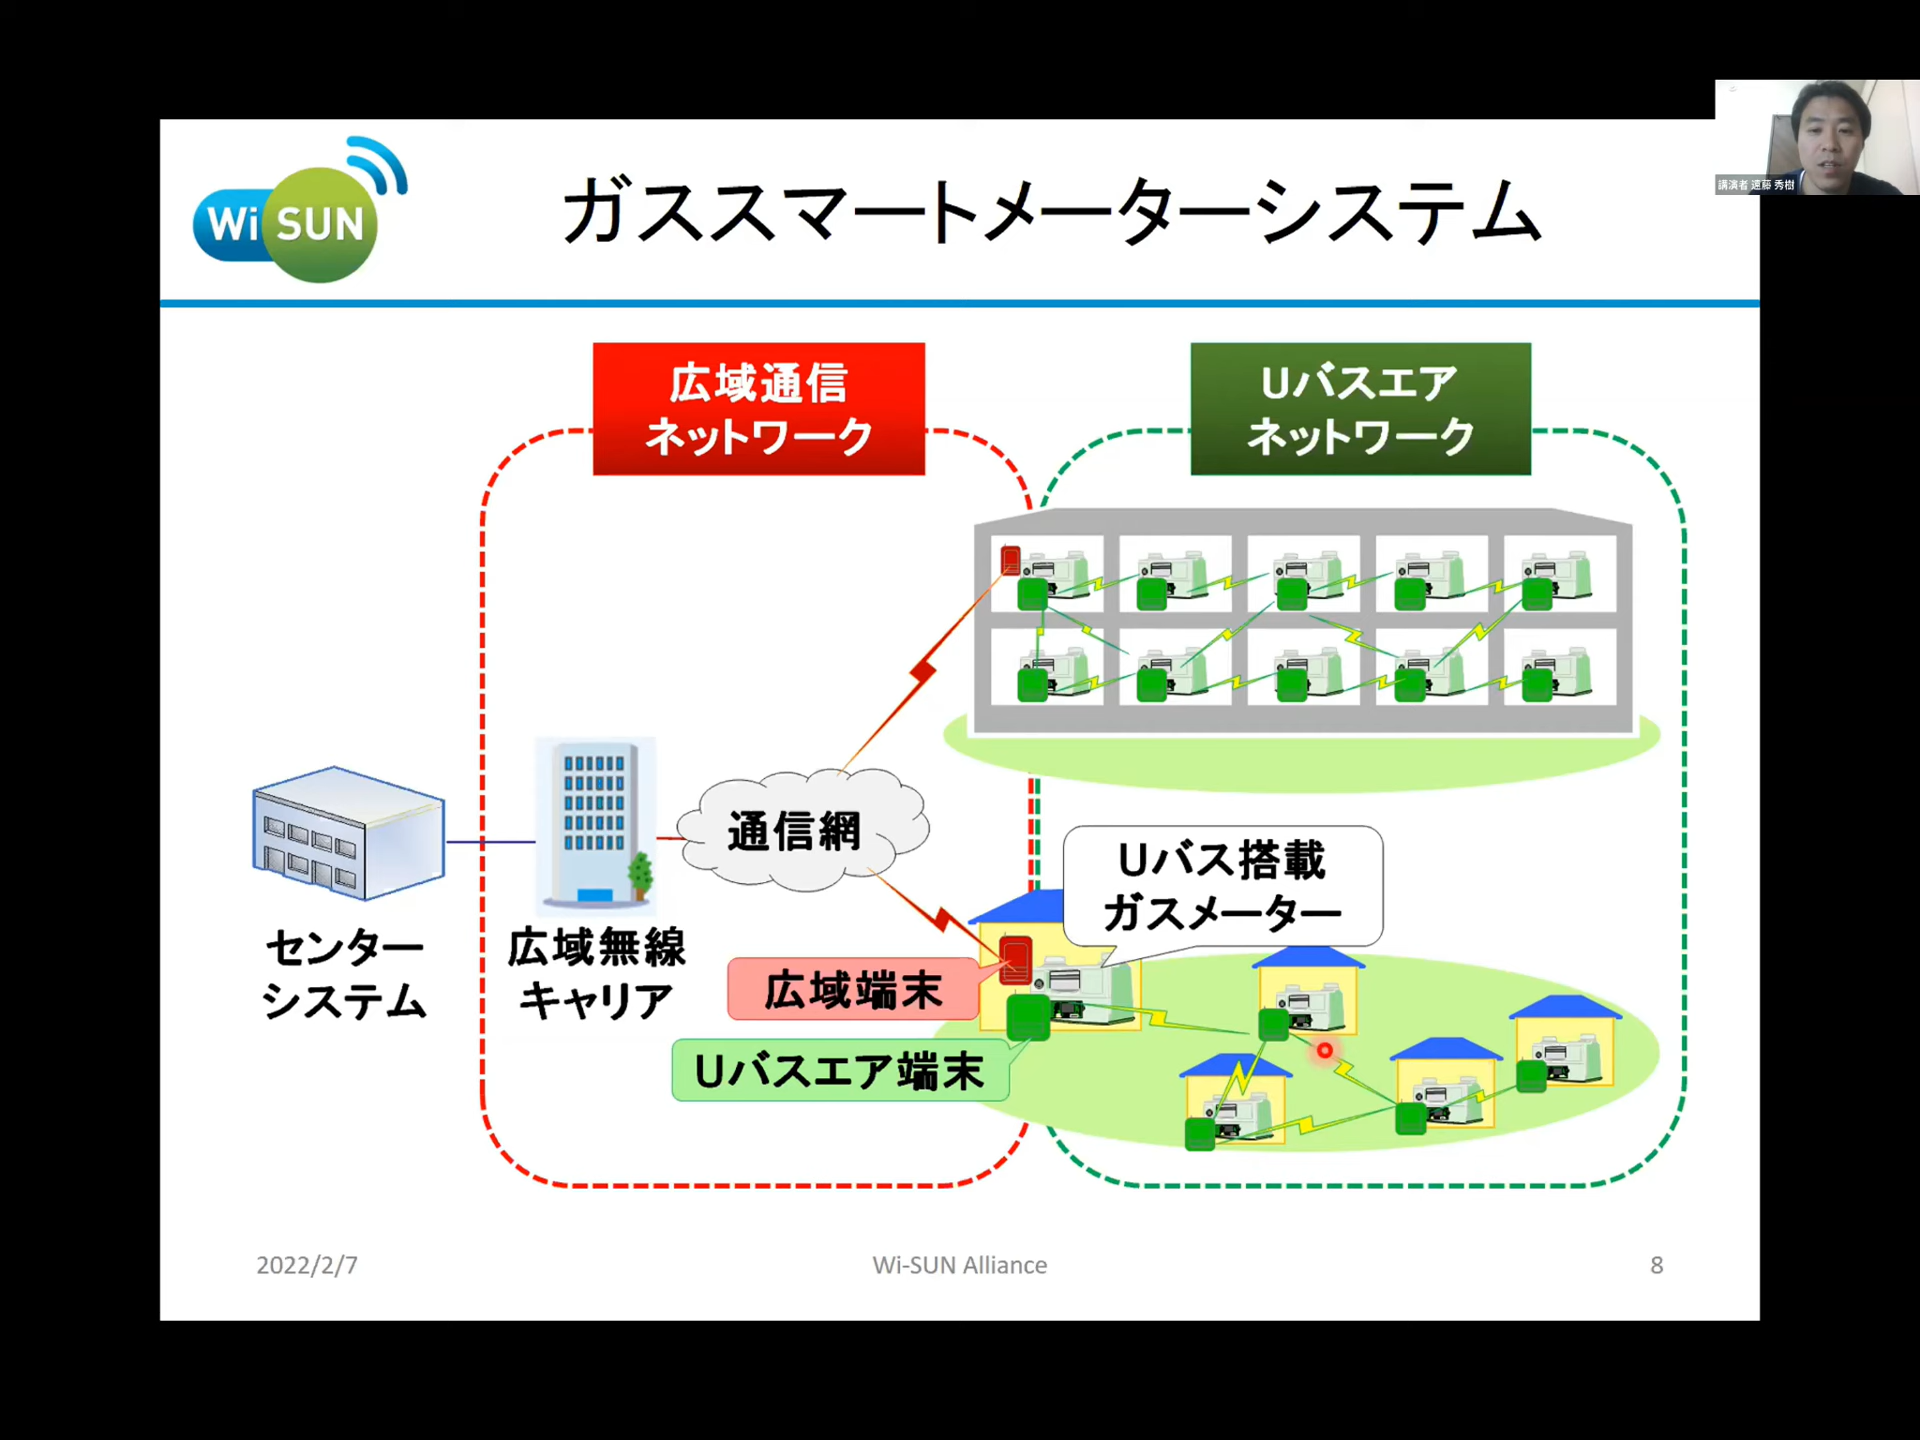 講演者 遠藤 秀樹
Wi SUN
ガススマートメーターシステム
広域通信
ネットワーク
Uバスエア
ネットワーク
通信網
Uバス搭載
ガスメーター
センター
システム
広域無線
キャリア
広域端末
Uバスエア端末
2022/2/7
Wi-SUN Alliance
8